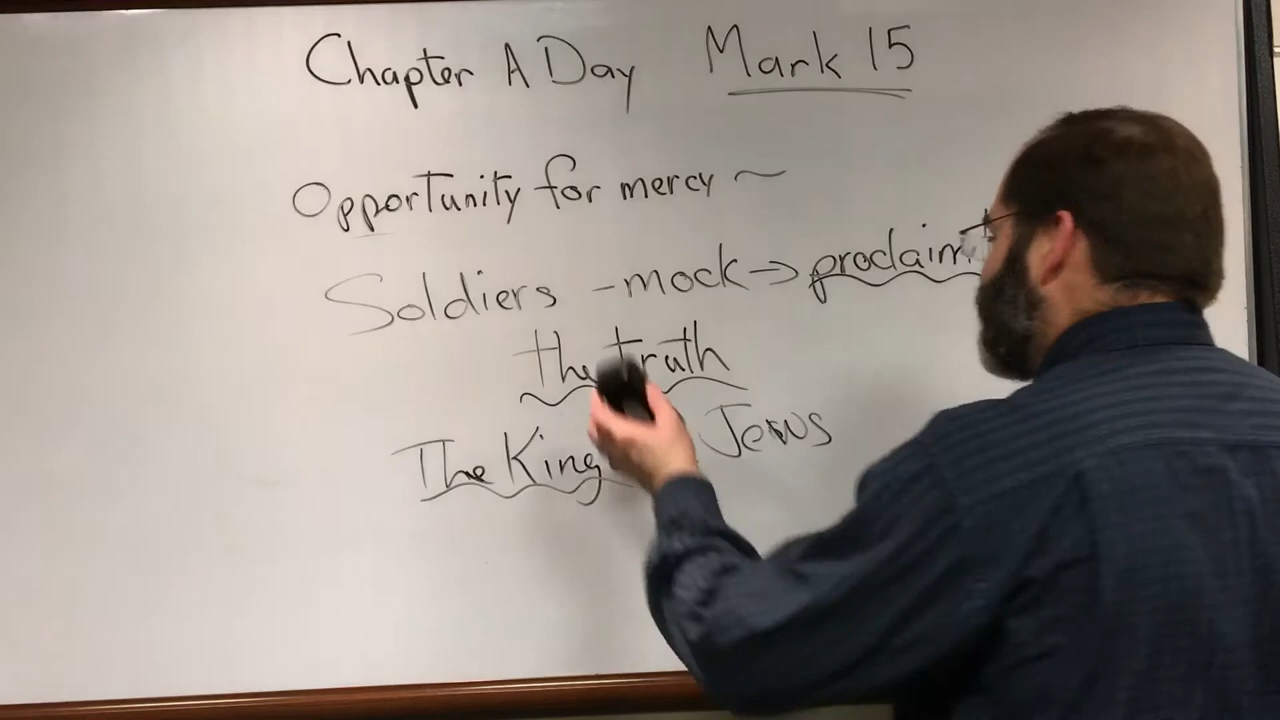 Chapter A Day Mark 15
Opportunity for mercy ~
Soldiers - mock → proclaim
the truth
The King Jews